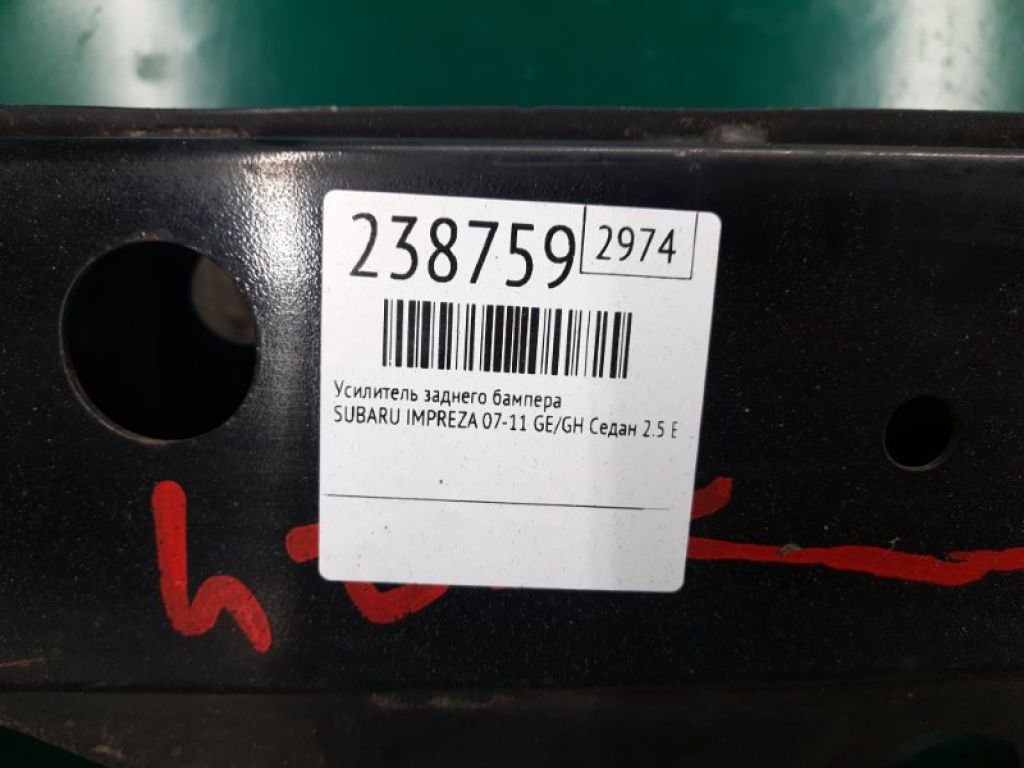 238759
2974
Усилитель заднего бампера
SUBARU IMPREZA 07-11 GE/GH Седан 2.5 E